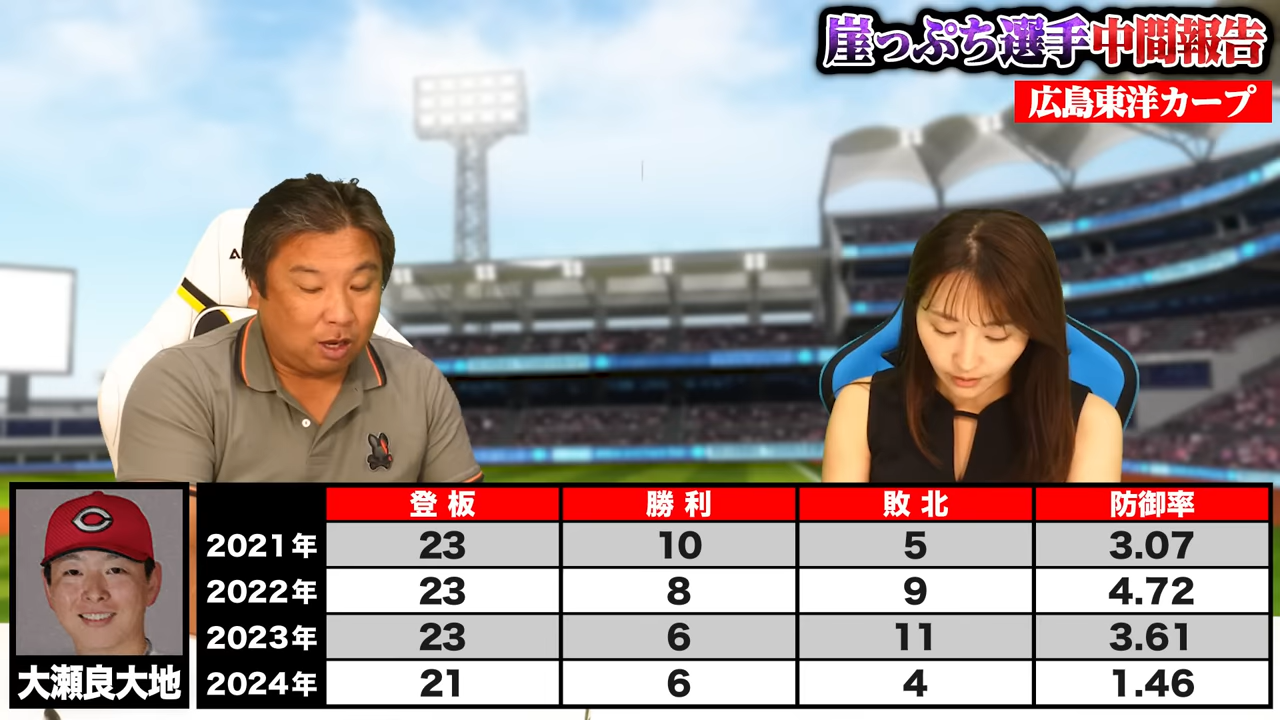 崖っぷち選手中間報告
広島東洋カープ
登板 勝利 敗北 防御率
2021年 23 10 5 3.07
2022年 23 8 9 4.72
2023年 23 6 11 3.61
2024年 21 6 4 1.46
大瀬良大地